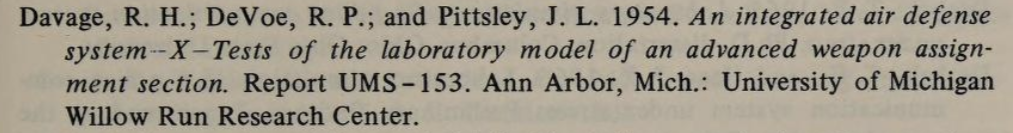 Davage, R. H.; DeVoe, R. P.; and Pittsley, J. L. 1954. An integrated air defense
system--X–Tests of the laboratory model of an advanced weapon assign-
ment section. Report UMS-153. Ann Arbor, Mich.: University of Michigan
Willow Run Research Center.